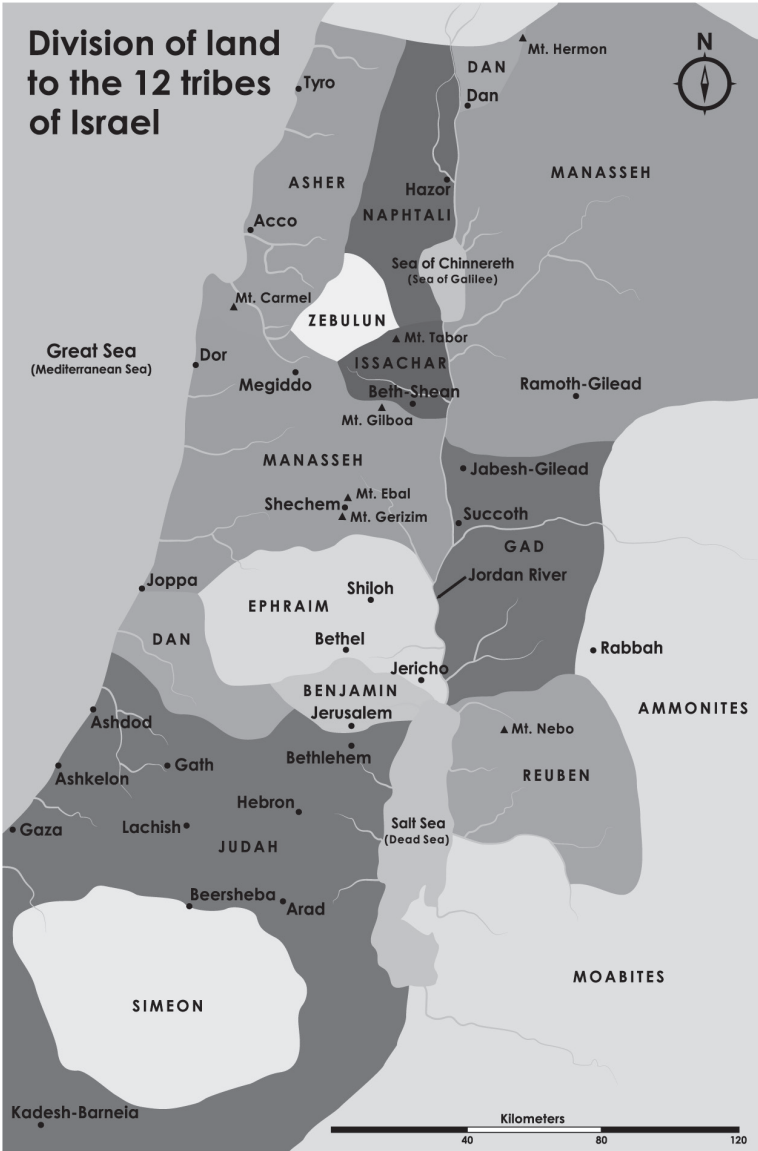 Division of land
to the 12 tribes
of Israel
N
DAN
Mt. Hermon
Tyro
Dan
MANASSEH
ASHER
Hazor
NAPHTALI
Acco
Sea of Chinnereth
(Sea of Galilee)
Mt. Carmel
ZEBULUN
Mt. Tabor
Great Sea
(Mediterranean Sea)
Dor
ISSACHAR
Megiddo
Beth-Shean
Ramoth-Gilead
Mt. Gilboa
MANASSEH
Jabesh-Gilead
Mt. Ebal
Shechem
Mt. Gerizim
Succoth
GAD
Jordan River
Joppa
Shiloh
EPHRAIM
DAN
Bethel
Rabbah
Jericho
BENJAMIN
AMMONITES
Jerusalem
Ashdod
Mt. Nebo
Bethlehem
Gath
Ashkelon
REUBEN
Hebron
Gaza
Lachish
Salt Sea
(Dead Sea)
JUDAH
Beersheba
Arad
MOABITES
SIMEON
Kadesh-Barneia
Kilometers
40 80 120